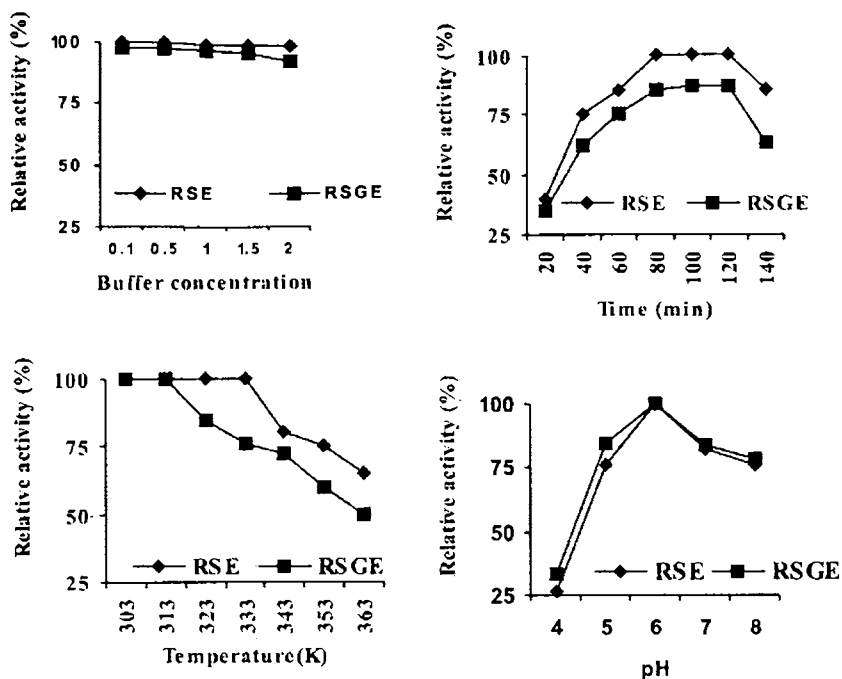 Relative activity (%)
100
75
50
25
RSE RSGE
0.1 0.5 1 1.5 2
Buffer concentration
Relative activity (%)
100
75
50
25
RSE RSGE
20 40 60 80 100 120 140
Time (min)
Relative activity (%)
100
75
50
25
RSE RSGE
303 313 323 333 343 353 363
Temperature(K)
Relative activity (%)
100
75
50
25
RSE RSGE
4 5 6 7 8
pH